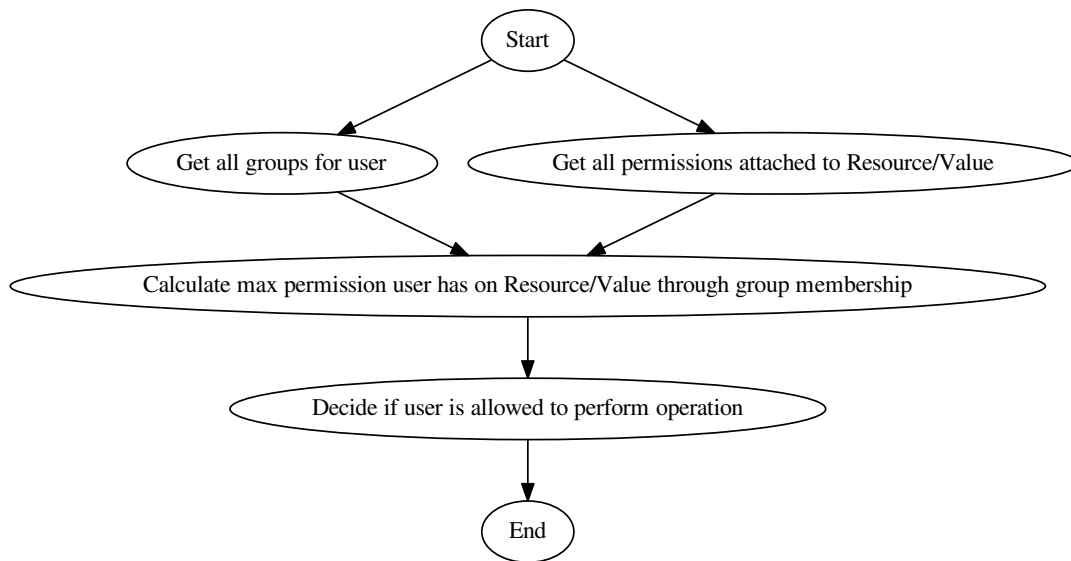 Start
Get all groups for user
Get all permissions attached to Resource/Value
Calculate max permission user has on Resource/Value through group membership
Decide if user is allowed to perform operation
End